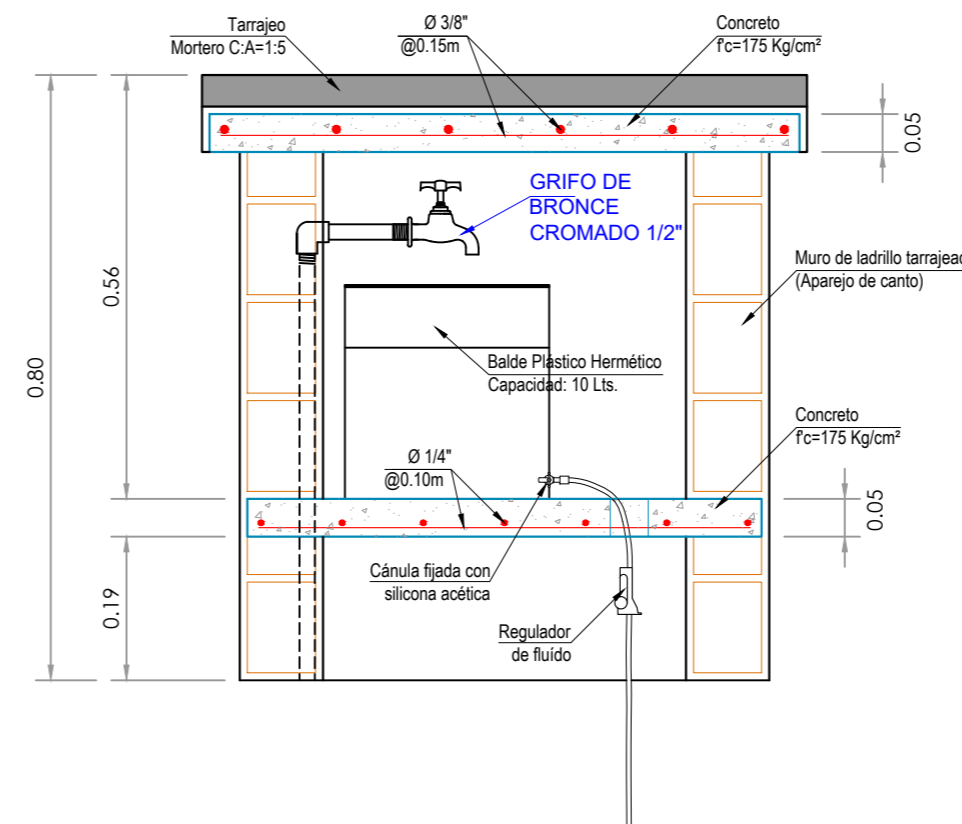 Tarrajeo
Mortero C:A=1:5
Ø 3/8"
@0.15m
Concreto
f'c=175 Kg/cm²
0.05
GRIFO DE
BRONCE
CROMADO 1/2"
0.56
0.80
Muro de ladrillo tarrajead
(Aparejo de canto)
Balde Plástico Hermético
Capacidad: 10 Lts.
Concreto
f'c=175 Kg/cm²
Ø 1/4"
@0.10m
0.05
0.19
Cánula fijada con
silicona acética
Regulador
de fluído